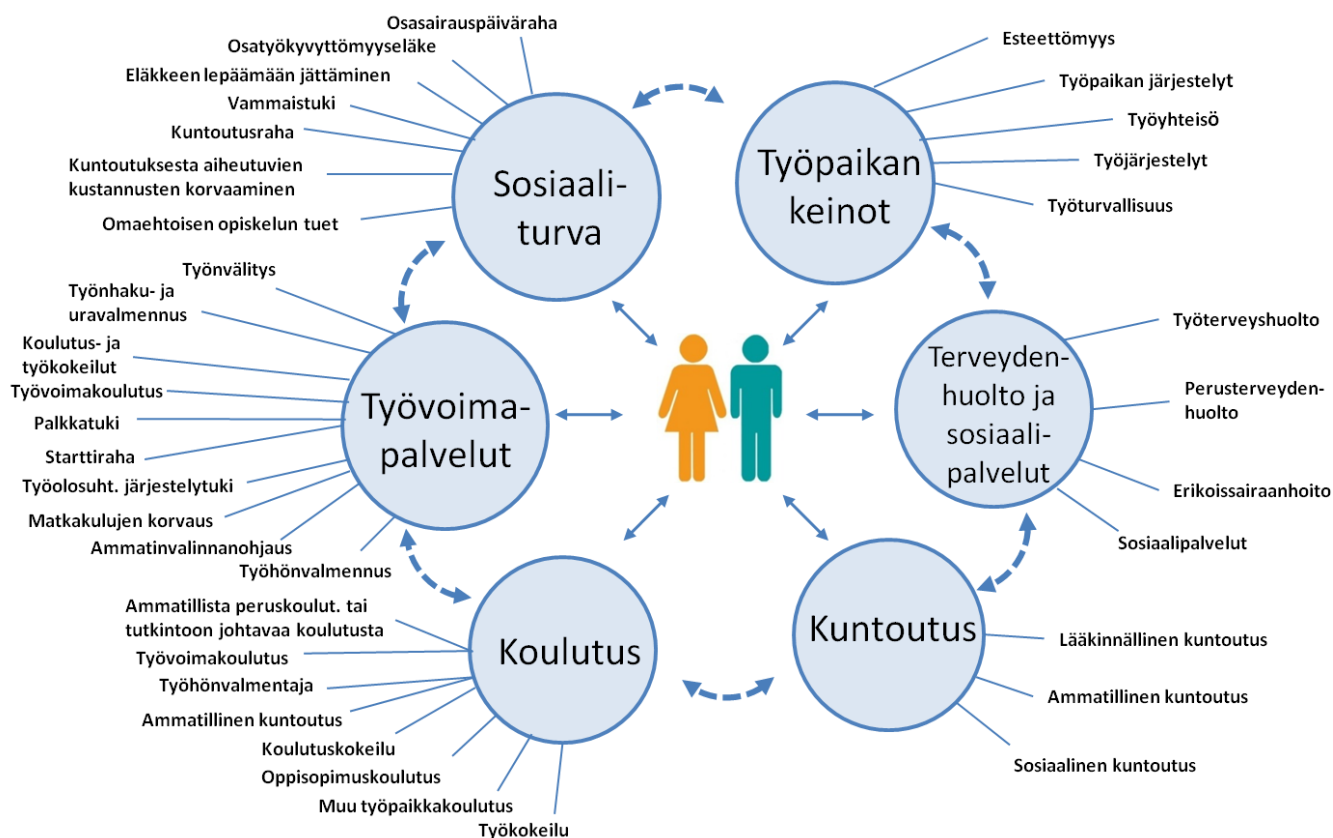 Osasairauspäiväraha
Osatyökyvyttömyyseläke
Eläkkeen lepäämään jättäminen
Vammaistuki
Kuntoutusraha
Kuntoutuksesta aiheutuvien
kustannusten korvaaminen
Omaehtoisen opiskelun tuet
Sosiaali-
turva
Esteettömyys
Työpaikan järjestelyt
Työyhteisö
Työjärjestelyt
Työturvallisuus
Työpaikan
keinot
Työnvälitys
Työnhaku- ja
uravalmennus
Koulutus- ja
työkokeilut
Työvoimakoulutus
Palkkatuki
Starttiraha
Työolosuht. järjestelytuki
Matkakulujen korvaus
Ammatinvalinnanohjaus
Työhönvalmennus
Työvoima-
palvelut
Terveyden-
huolto ja
sosiaali-
palvelut
Työterveyshuolto
Perusterveyden-
huolto
Erikoissairaanhoito
Sosiaalipalvelut
Ammatillista peruskoulut. tai
tutkintoon johtavaa koulutusta
Työvoimakoulutus
Työhönvalmentaja
Ammatillinen kuntoutus
Koulutuskokeilu
Oppisopimuskoulutus
Muu työpaikkakoulutus
Työkokeilu
Koulutus
Kuntoutus
Lääkinnällinen kuntoutus
Ammatillinen kuntoutus
Sosiaalinen kuntoutus